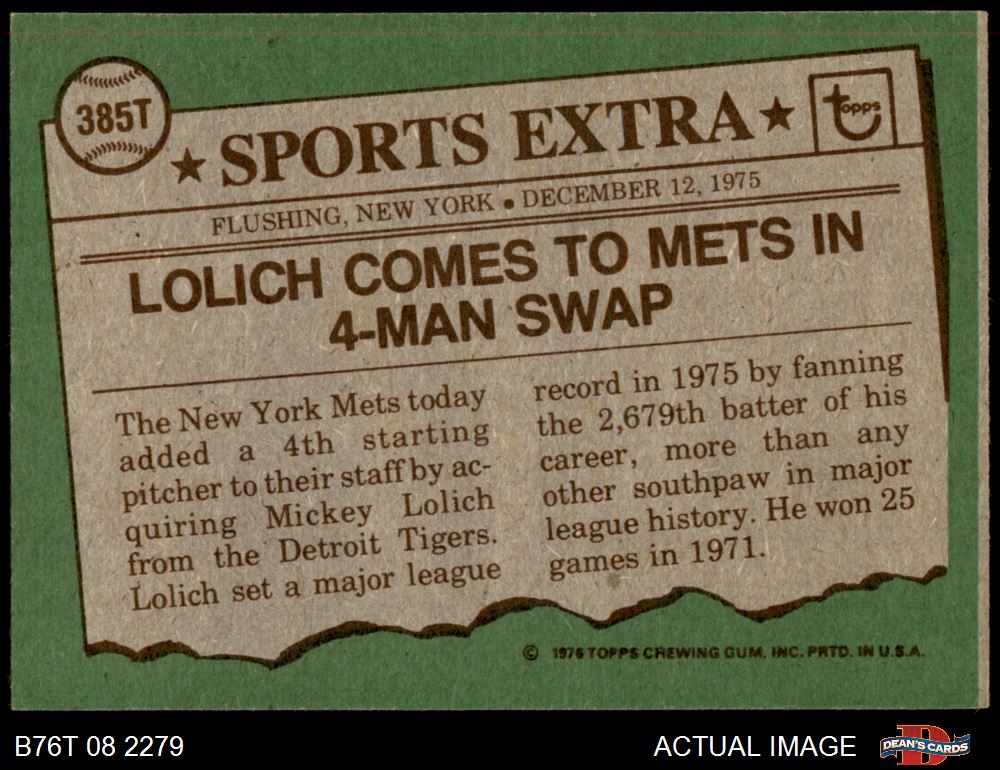 385T
★ SPORTS EXTRA ★
topps
FLUSHING, NEW YORK • DECEMBER 12, 1975
LOLICH COMES TO METS IN
4-MAN SWAP
The New York Mets today
added a 4th starting
pitcher to their staff by ac-
quiring Mickey Lolich
from the Detroit Tigers.
Lolich set a major league
record in 1975 by fanning
the 2,679th batter of his
career, more than any
other southpaw in major
league history. He won 25
games in 1971.
© 1976 TOPPS CHEWING GUM, INC. PRTD. IN U.S.A.
B76T 08 2279
ACTUAL IMAGE
D
DEAN'S CARDS